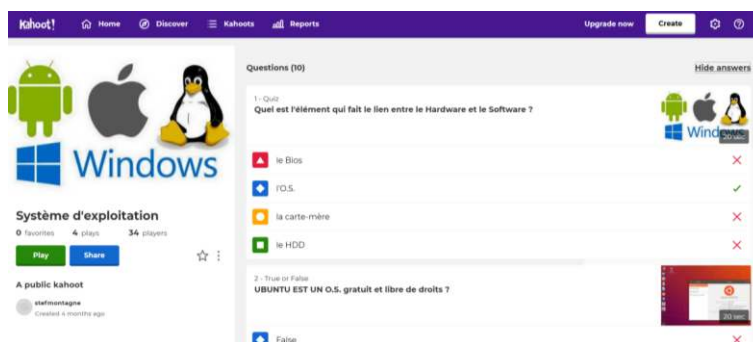 Kahoot!
Home
Discover
Kahoots
Reports
Upgrade now
Create
Windows
Système d'exploitation
0 favorites 4 plays 34 players
Play
Share
A public kahoot
stefmontagne
Created 4 months ago
Questions (10)
Hide answers
1 - Quiz
Quel est l'élément qui fait le lien entre le Hardware et le Software ?
Windows
20 sec
le Bios
l'O.S.
la carte-mère
le HDD
2 - True or False
UBUNTU EST UN O.S. gratuit et libre de droits ?
20 sec
False